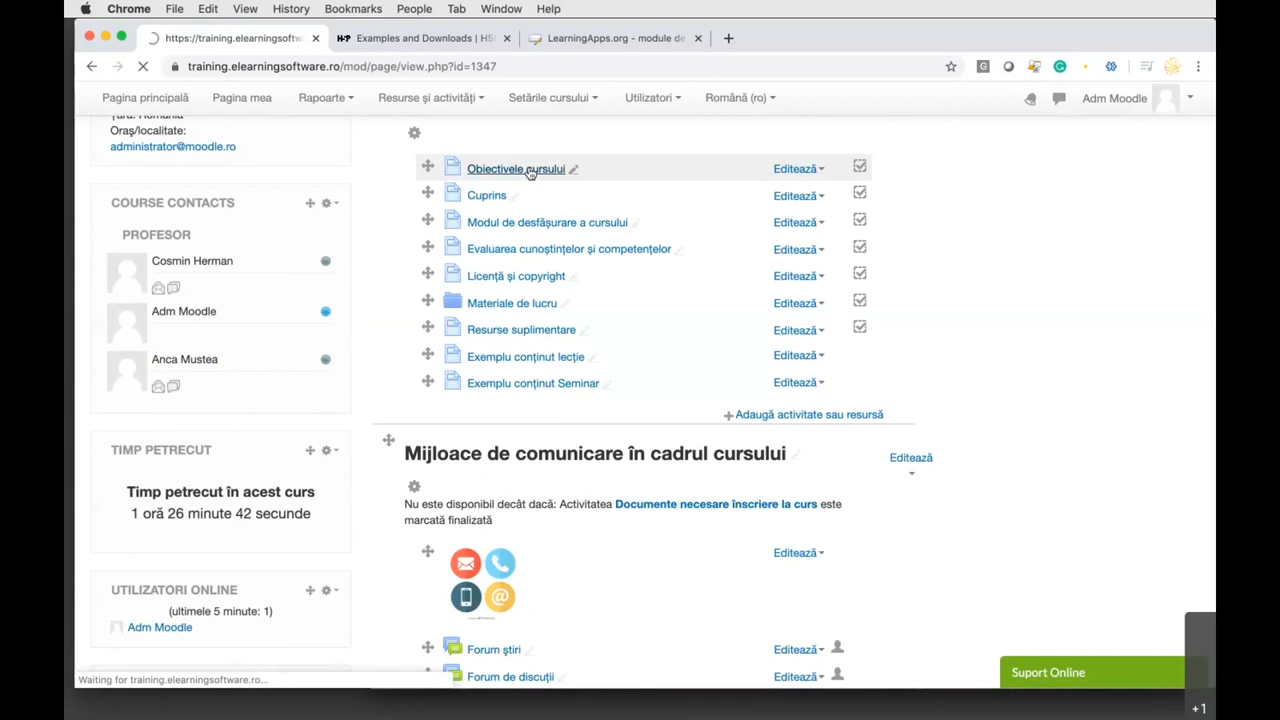 Chrome File Edit View History Bookmarks People Tab Window Help
https://training.elearningsoftw
H-P Examples and Downloads | H5
LearningApps.org - module de
training.elearningsoftware.ro/mod/page/view.php?id=1347
Pagina principală Pagina mea Rapoarte Resurse și activități Setările cursului Utilizatori Română (ro) Adm Moodle
Oraș/localitate:
administrator@moodle.ro
COURSE CONTACTS
PROFESOR
Cosmin Herman
Adm Moodle
Anca Mustea
TIMP PETRECUT
Timp petrecut în acest curs
1 oră 26 minute 42 secunde
UTILIZATORI ONLINE
(ultimele 5 minute: 1)
Adm Moodle
Waiting for training.elearningsoftware.ro...
Obiectivele cursului Editează
Cuprins Editează
Modul de desfășurare a cursului Editează
Evaluarea cunoștințelor și competențelor Editează
Licență și copyright Editează
Materiale de lucru Editează
Resurse suplimentare Editează
Exemplu conținut lecție Editează
Exemplu conținut Seminar Editează
Adaugă activitate sau resursă
Mijloace de comunicare în cadrul cursului Editează
Nu este disponibil decât dacă: Activitatea Documente necesare înscriere la curs este
marcată finalizată
Editează
Forum știri Editează
Forum de discuții Editează
Suport Online
+1